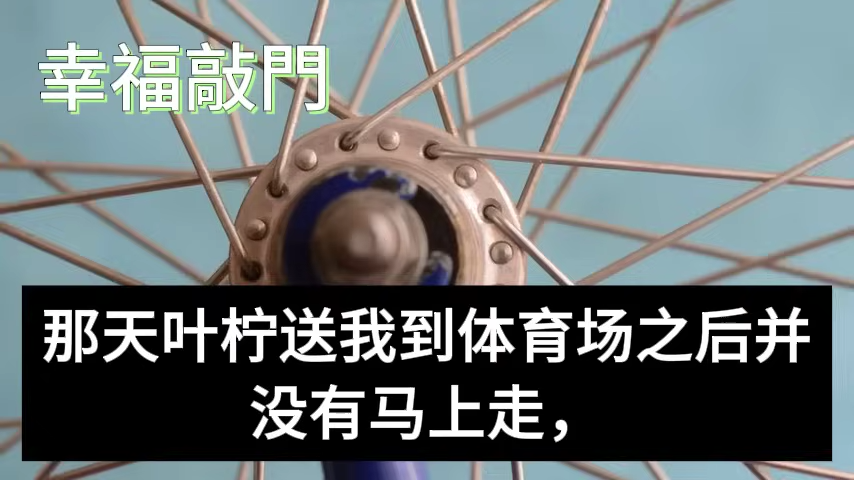 幸福敲門
那天叶柠送我到体育场之后并
没有马上走，